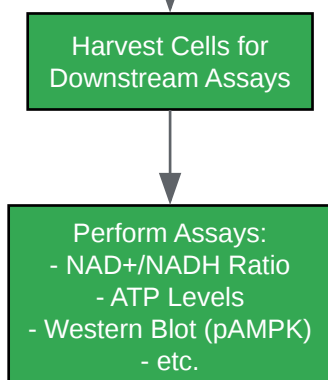 Harvest Cells for
Downstream Assays
Perform Assays:
- NAD+/NADH Ratio
- ATP Levels
- Western Blot (pAMPK)
- etc.